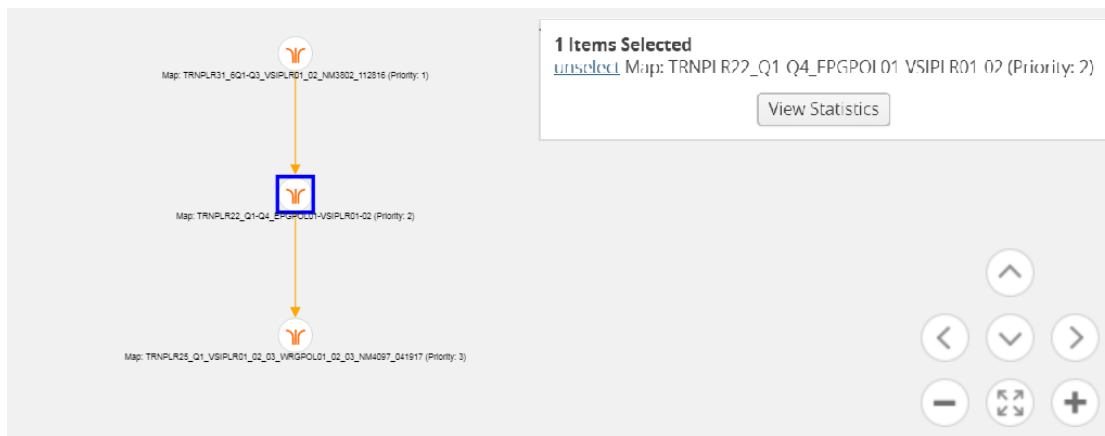 Map: TRNPLR31_6Q1-Q3_VSIPLR01_02_NM3802_112816 (Priority: 1)
1 Items Selected
unselect Map: TRNPLR22_Q1-Q4_EPGPOL01-VSIPLR01-02 (Priority: 2)
View Statistics
Map: TRNPLR22_Q1-Q4_EPGPOL01-VSIPLR01-02 (Priority: 2)
Map: TRNPLR25_Q1_VSIPLR01_02_03_WRGPOL01_02_03_NM4097_041917 (Priority: 3)